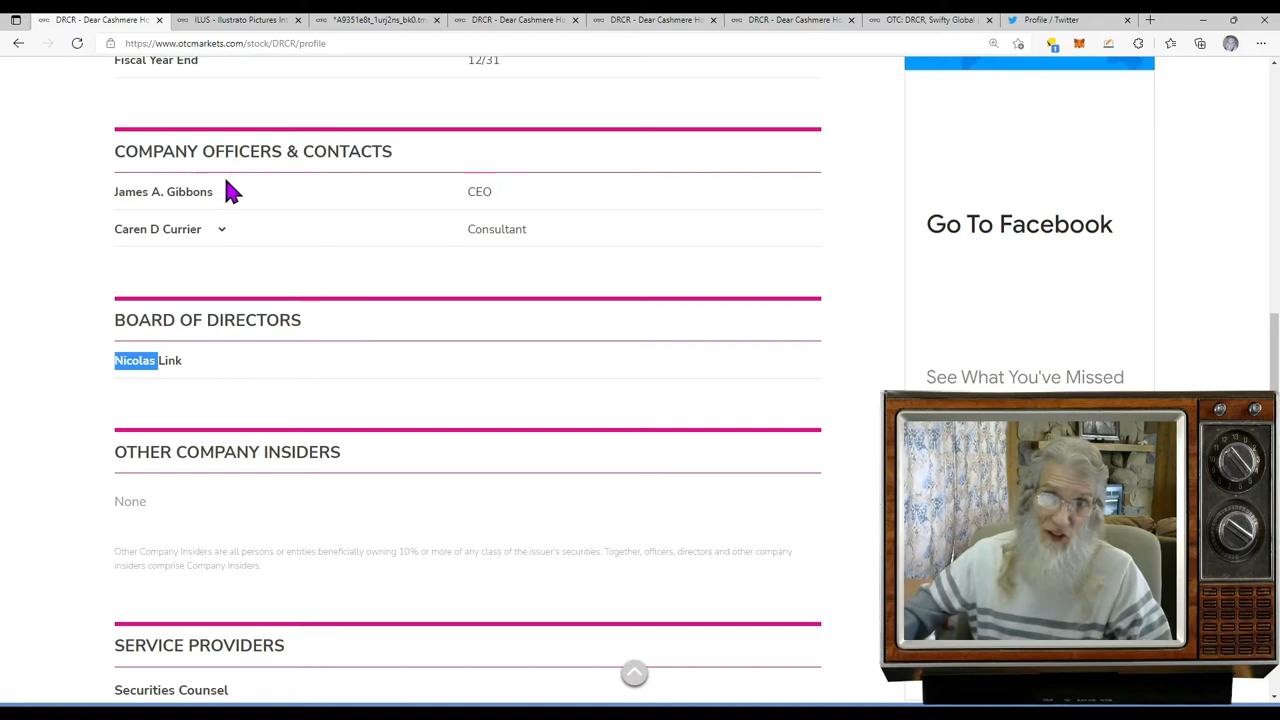 DRCR - Dear Cashmere Ho
ILUS - Ilustrato Pictures Int
*A9351e8t_1urj2ns_bk0.tm
DRCR - Dear Cashmere Ho
DRCR - Dear Cashmere Ho
DRCR - Dear Cashmere Ho
OTC: DRCR, Swifty Global
Profile / Twitter
https://www.otcmarkets.com/stock/DRCR/profile
Fiscal Year End 12/31
COMPANY OFFICERS & CONTACTS
James A. Gibbons CEO
Caren D Currier Consultant
Go To Facebook
BOARD OF DIRECTORS
Nicolas Link
See What You've Missed
OTHER COMPANY INSIDERS
None
Other Company Insiders are all persons or entities beneficially owning 10% or more of any class of the issuer's securities. Together, officers, directors and other company
insiders comprise Company Insiders.
SERVICE PROVIDERS
Securities Counsel